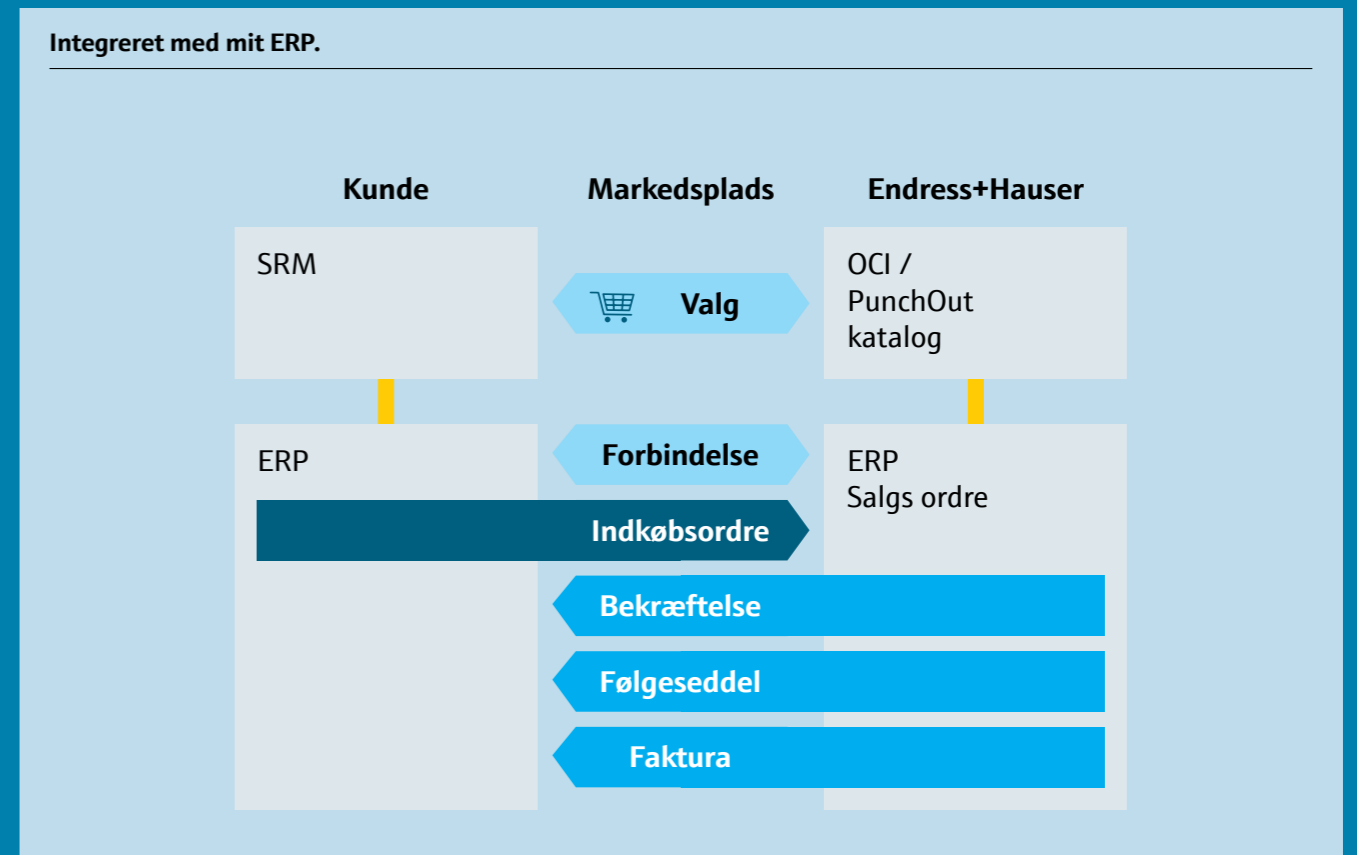 Integreret med mit ERP.
Kunde
Markedsplads
Endress+Hauser
SRM
Valg
OCI /
PunchOut
katalog
ERP
Forbindelse
ERP
Salgs ordre
Indkøbsordre
Bekræftelse
Følgeseddel
Faktura